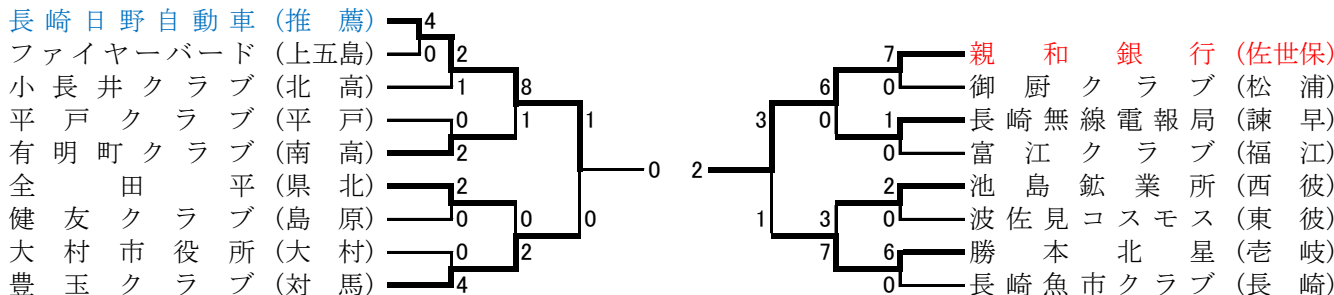 長崎日野自動車 (推薦) 4
ファイヤーバード (上五島) 0 2
小長井クラブ (北高) 1 8
平戸クラブ (平戸) 0 1 1
有明町クラブ (南高) 2
0
全田平 (県北) 2
健友クラブ (島原) 0 0 0
大村市役所 (大村) 0 2
豊玉クラブ (対馬) 4
7 親和銀行 (佐世保)
6 0 御厨クラブ (松浦)
3 0 1 長崎無線電報局 (諫早)
0 富江クラブ (福江)
2
2 池島鉱業所 (西彼)
1 3 0 波佐見コスモス (東彼)
7 6 勝本北星 (壱岐)
0 長崎魚市クラブ (長崎)